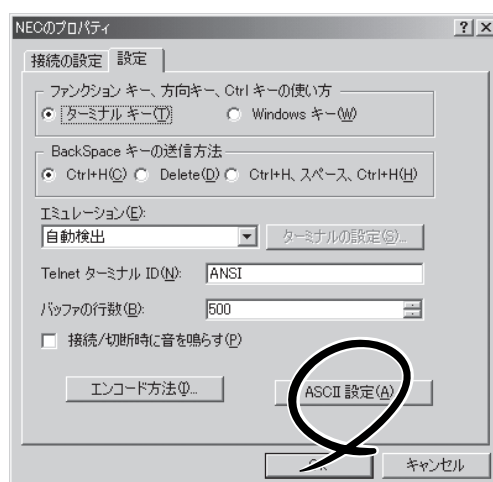 NECのプロパティ
接続の設定 設定
ファンクション キー、方向キー、Ctrl キーの使い方
ターミナル キー(T) Windows キー(W)
BackSpace キーの送信方法
Ctrl+H(C) Delete(D) Ctrl+H、スペース、Ctrl+H(H)
エミュレーション(E):
自動検出 ターミナルの設定(S)...
Telnet ターミナル ID(N): ANSI
バッファの行数(B): 500
接続/切断時に音を鳴らす(P)
エンコード方法(I)... ASCII 設定(A)
OK キャンセル